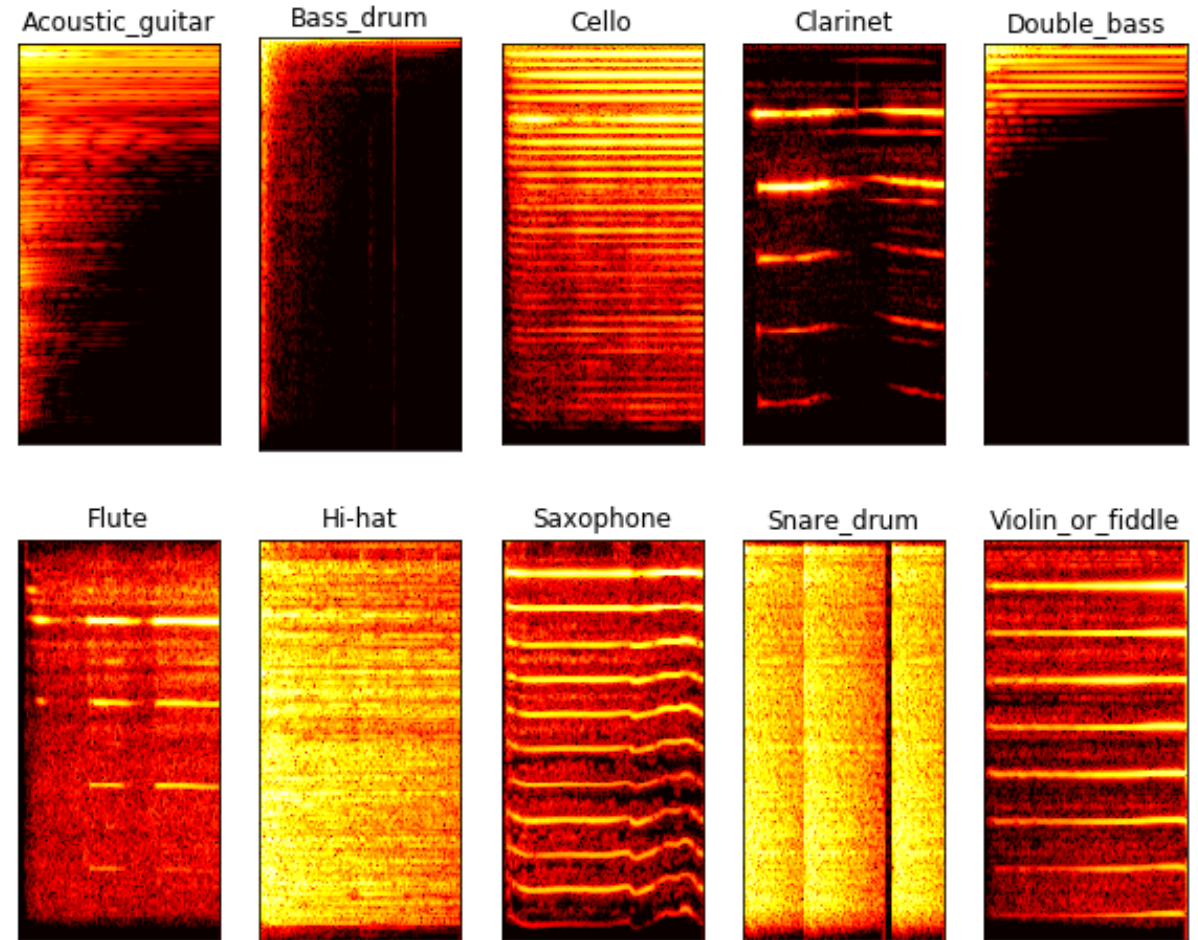 Acoustic_guitar
Bass_drum
Cello
Clarinet
Double_bass
Flute
Hi-hat
Saxophone
Snare_drum
Violin_or_fiddle